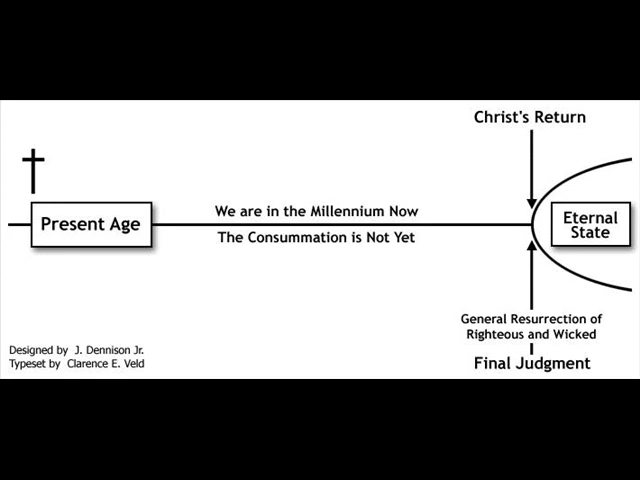 Christ's Return
Present Age
We are in the Millennium Now
The Consummation is Not Yet
Eternal
State
General Resurrection of
Righteous and Wicked
Final Judgment
Designed by J. Dennison Jr.
Typeset by Clarence E. Veld